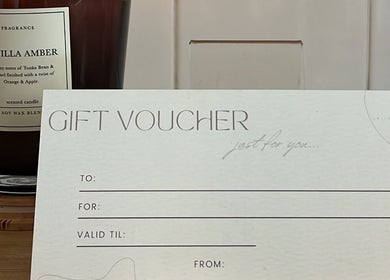 FRAGRANCE
ILLA AMBER
notes of Tonka Bean &
finished with a twist of
Orange & Apple.
scented candle
SOY WAX BLEN
GIFT VOUCHER
just for you...
TO:
FOR:
VALID TIL:
FROM: